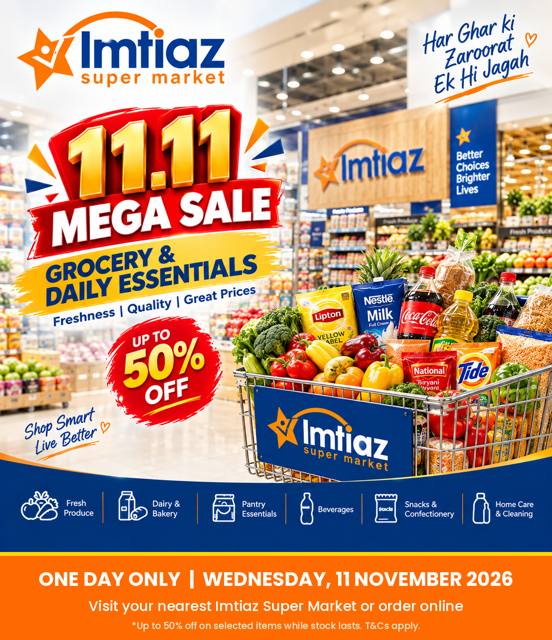 Imtiaz
super market
Har Ghar ki
Zaroorat
Ek Hi Jagah
11.11
MEGA SALE
GROCERY &
DAILY ESSENTIALS
Freshness | Quality | Great Prices
UP TO
50%
OFF
Shop Smart
Live Better
Imtiaz
Better
Choices
Brighter
Lives
Fresh Produce
Lipton
YELLOW
LABEL
Nestlé
Milk
Full Cream
Coca-Cola
National
Biryani
Tide
Imtiaz
super market
Fresh
Produce
Dairy &
Bakery
Pantry
Essentials
Beverages
Snacks &
Confectionery
Home Care
& Cleaning
ONE DAY ONLY | WEDNESDAY, 11 NOVEMBER 2026
Visit your nearest Imtiaz Super Market or order online
*Up to 50% off on selected items while stock lasts. T&Cs apply.